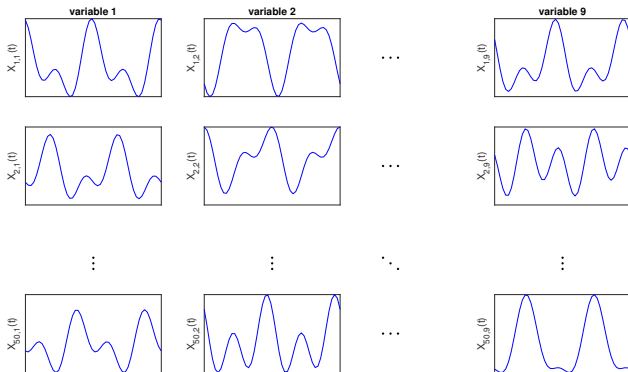 variable 1 variable 2 variable 9
X1,1(t) X1,2(t) ... X1,9(t)
X2,1(t) X2,2(t) ... X2,9(t)
⋮ ⋮ ⋱ ⋮
X50,1(t) X50,2(t) ... X50,9(t)